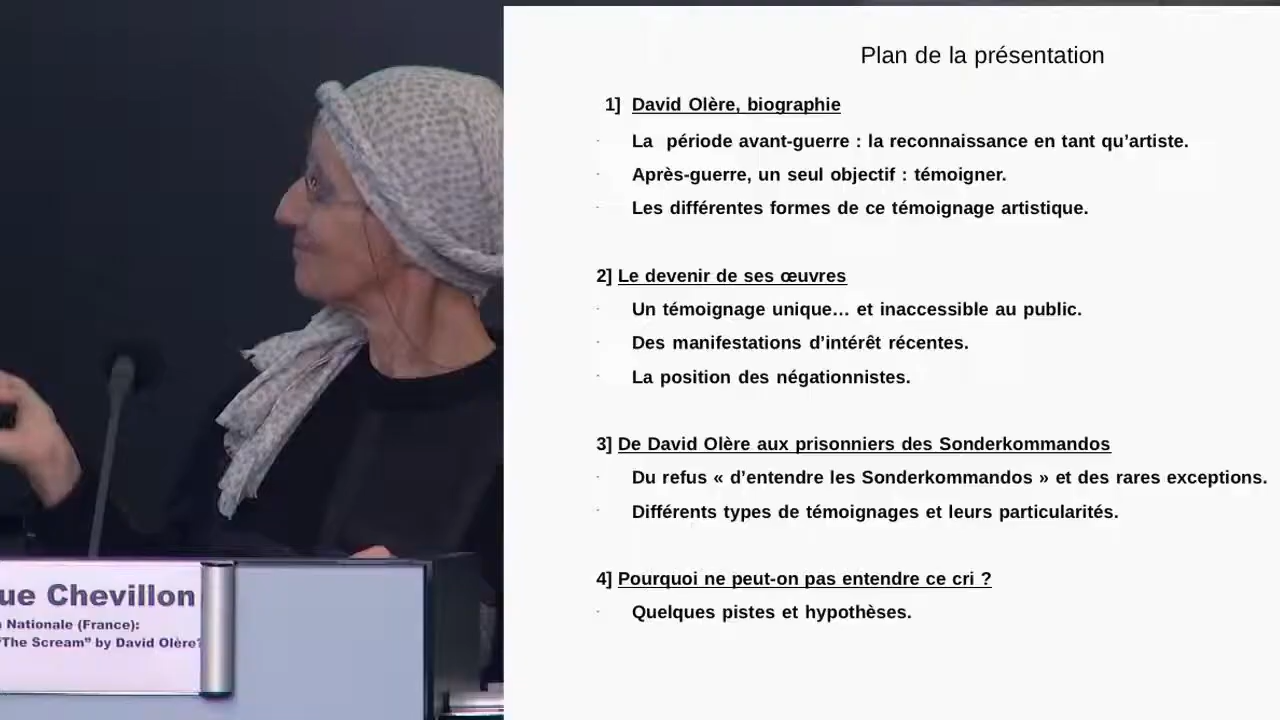 Plan de la présentation
1] David Olère, biographie
La période avant-guerre : la reconnaissance en tant qu’artiste.
Après-guerre, un seul objectif : témoigner.
Les différentes formes de ce témoignage artistique.
2] Le devenir de ses œuvres
Un témoignage unique… et inaccessible au public.
Des manifestations d’intérêt récentes.
La position des négationnistes.
3] De David Olère aux prisonniers des Sonderkommandos
Du refus « d’entendre les Sonderkommandos » et des rares exceptions.
Différents types de témoignages et leurs particularités.
4] Pourquoi ne peut-on pas entendre ce cri ?
Quelques pistes et hypothèses.
ue Chevillon
Nationale (France):
“The Scream” by David Olère?